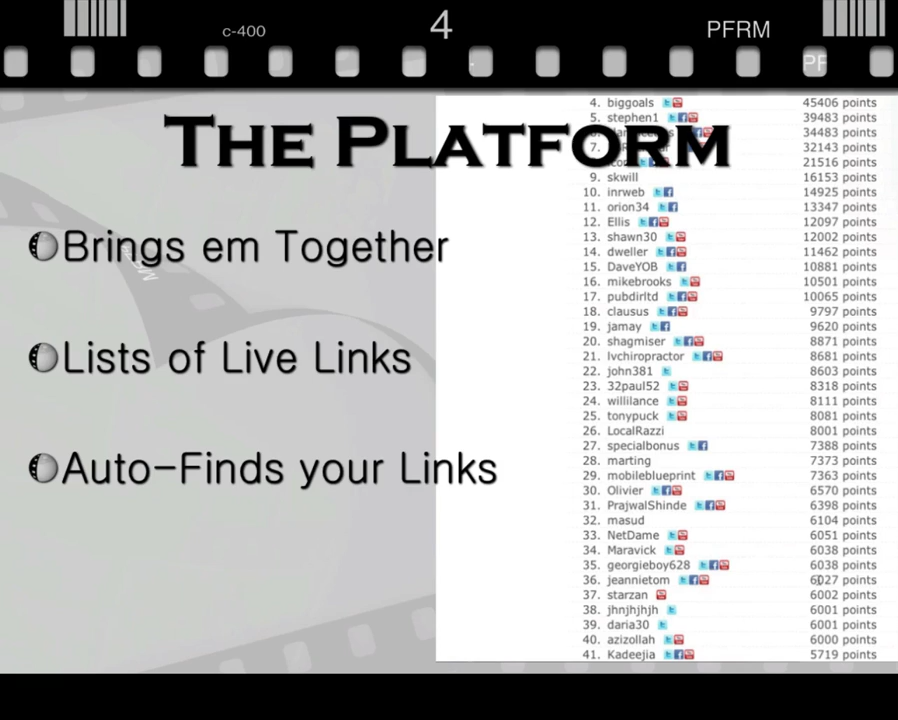 c-400
4
PFRM
PF
THE PLATFORM
Brings em Together
Lists of Live Links
Auto-Finds your Links
4. biggoals 45406 points
5. stephen1 39483 points
34483 points
7. 32143 points
21516 points
9. skwill 16153 points
10. inrweb 14925 points
11. orion34 13347 points
12. Ellis 12097 points
13. shawn30 12002 points
14. dweller 11462 points
15. DaveYOB 10881 points
16. mikebrooks 10501 points
17. pubdirltd 10065 points
18. clausus 9797 points
19. jamay 9620 points
20. shagmiser 8871 points
21. lvchiropractor 8681 points
22. john381 8603 points
23. 32paul52 8318 points
24. willilance 8111 points
25. tonypuck 8081 points
26. LocalRazzi 8001 points
27. specialbonus 7388 points
28. marting 7373 points
29. mobileblueprint 7363 points
30. Olivier 6570 points
31. PrajwalShinde 6398 points
32. masud 6104 points
33. NetDame 6051 points
34. Maravick 6038 points
35. georgieboy628 6038 points
36. jeannietom 6027 points
37. starzan 6002 points
38. jhnjhjhjh 6001 points
39. daria30 6001 points
40. azizollah 6000 points
41. Kadeejia 5719 points